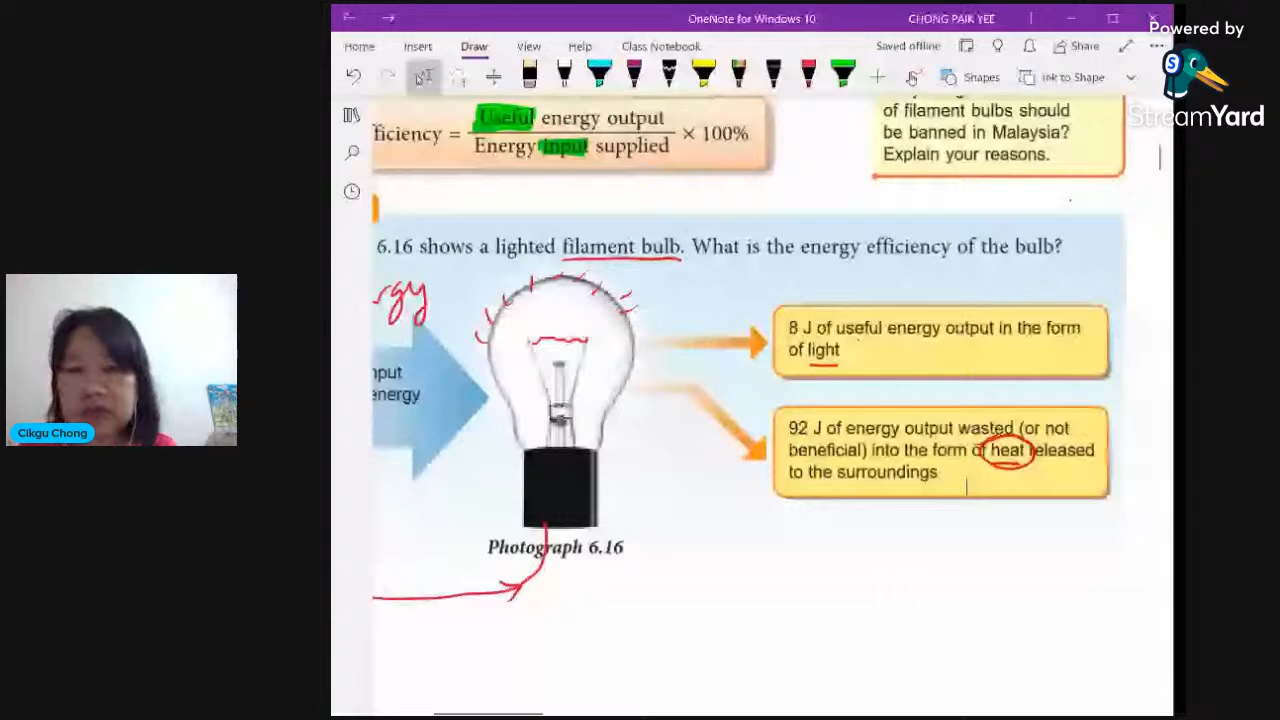 OneNote for Windows 10
CHONG PAIK YEE
Powered by
StreamYard
Home Insert Draw View Help Class Notebook
Saved offline
Share
Shapes
Ink to Shape
Useful energy output
Energy input supplied
× 100%
of filament bulbs should
be banned in Malaysia?
Explain your reasons.
6.16 shows a lighted filament bulb. What is the energy efficiency of the bulb?
8 J of useful energy output in the form
of light
92 J of energy output wasted (or not
beneficial) into the form of heat released
to the surroundings
energy
Photograph 6.16
Cikgu Chong